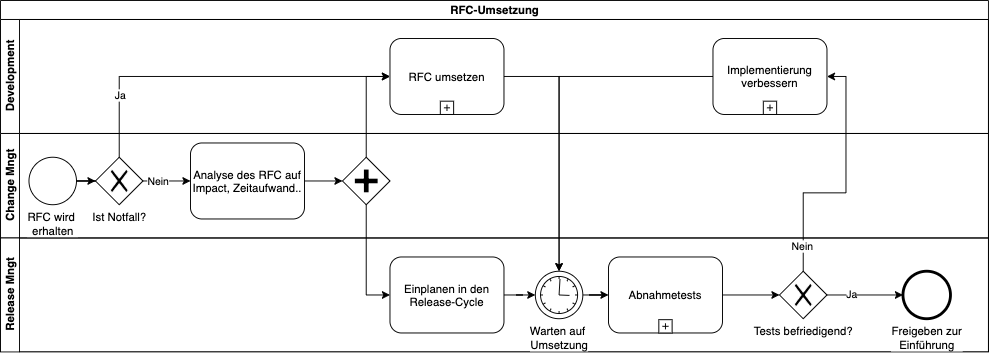 RFC-Umsetzung
Development
RFC umsetzen
Implementierung
verbessern
Ja
Change Mngt
RFC wird
erhalten
Ist Notfall?
Nein
Analyse des RFC auf
Impact, Zeitaufwand..
Release Mngt
Einplanen in den
Release-Cycle
Warten auf
Umsetzung
Abnahmetests
Nein
Tests befriedigend?
Ja
Freigeben zur
Einführung